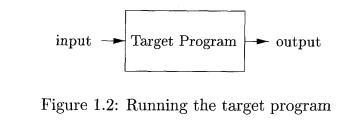 input Target Program output
Figure 1.2: Running the target program